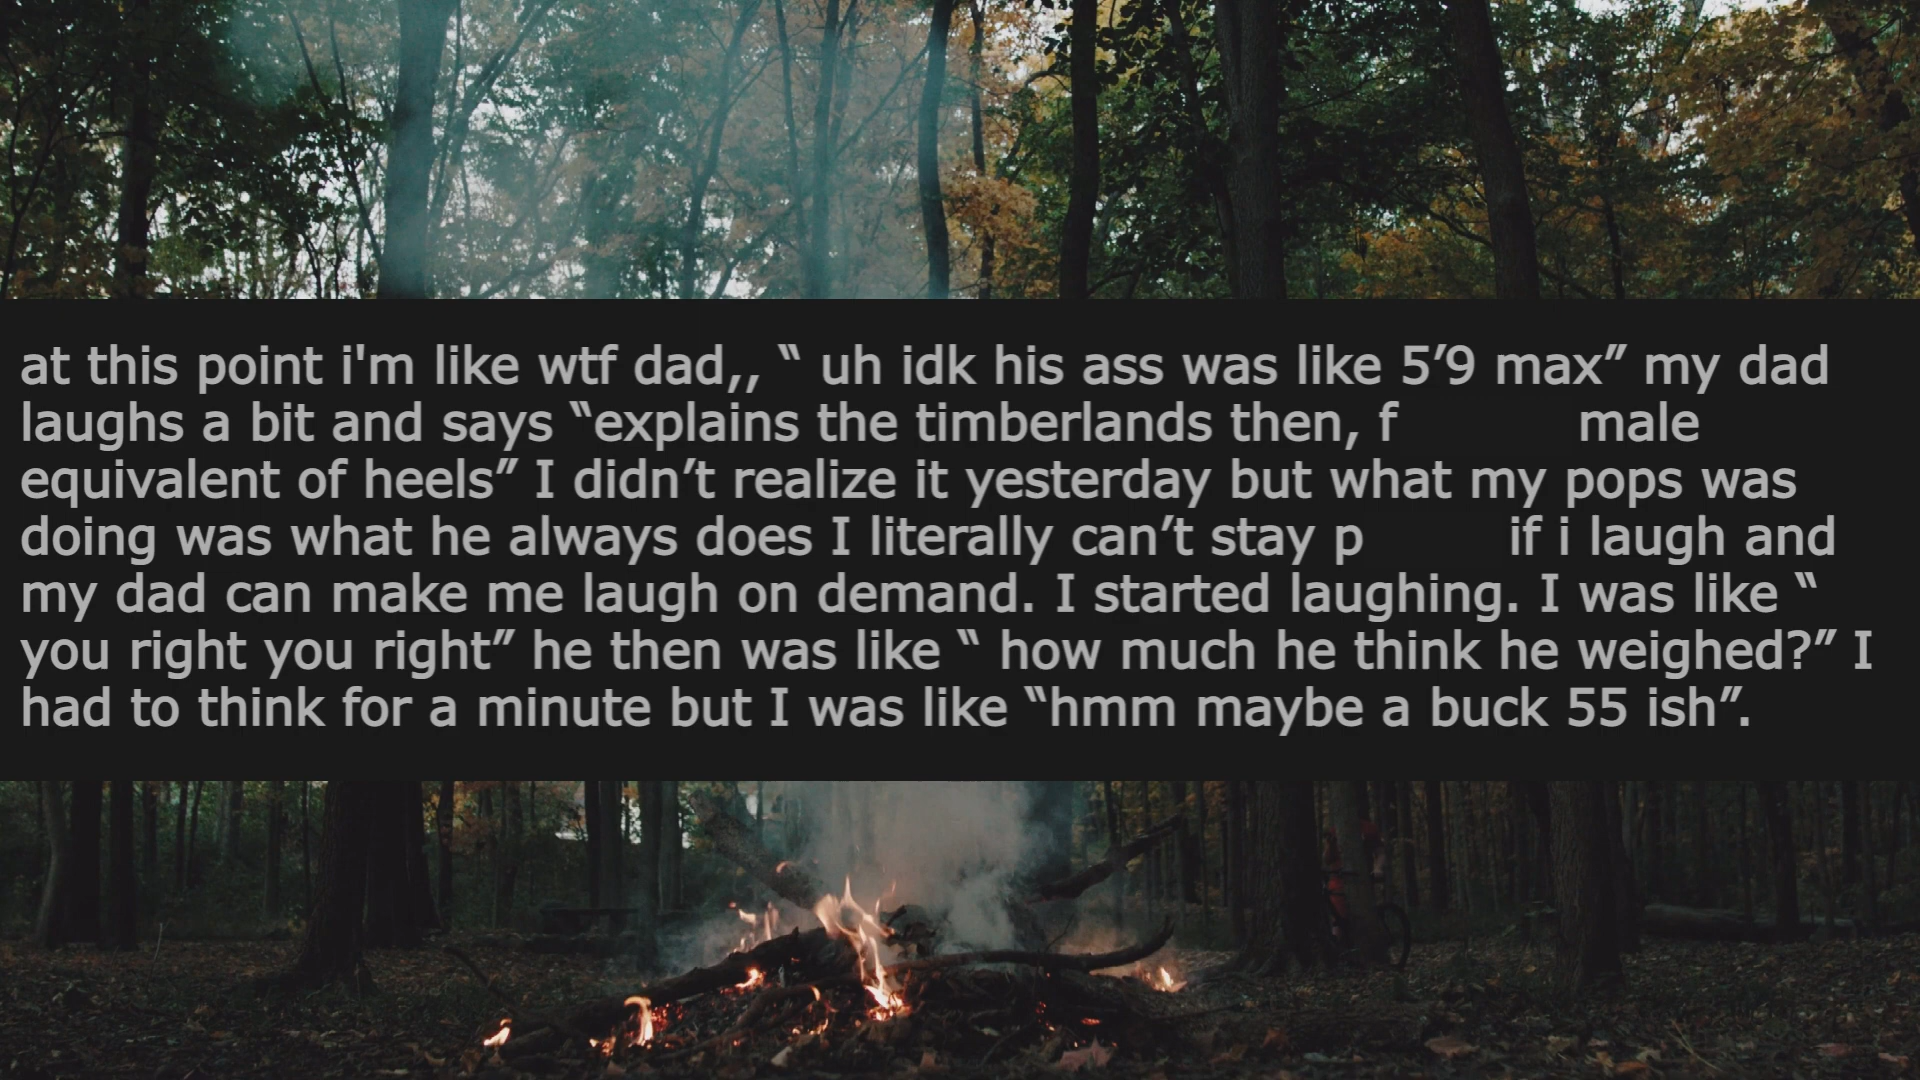 at this point i'm like wtf dad,, “ uh idk his ass was like 5’9 max” my dad
laughs a bit and says “explains the timberlands then, f male
equivalent of heels” I didn’t realize it yesterday but what my pops was
doing was what he always does I literally can’t stay p if i laugh and
my dad can make me laugh on demand. I started laughing. I was like “
you right you right” he then was like “ how much he think he weighed?” I
had to think for a minute but I was like “hmm maybe a buck 55 ish”.